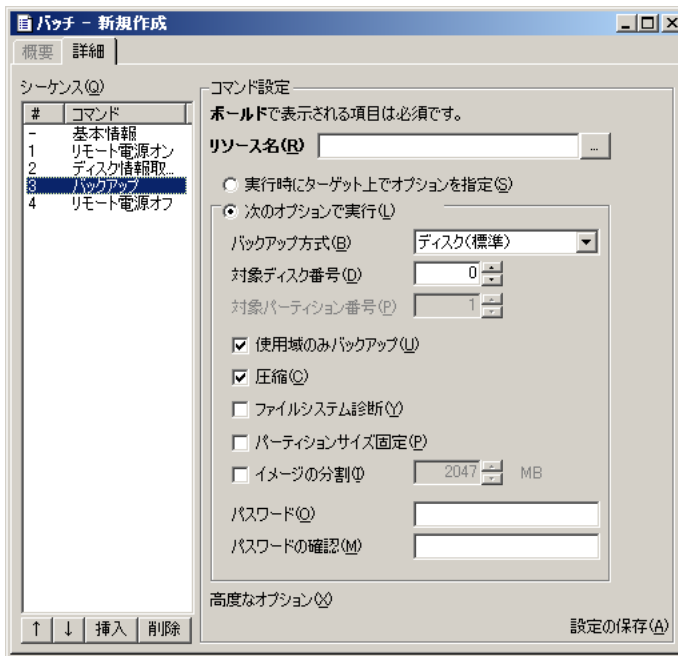 バッチ - 新規作成
概要 詳細
シーケンス(Q)
# コマンド
- 基本情報
1 リモート電源オン
2 ディスク情報取...
3 バックアップ
4 リモート電源オフ
↑ ↓ 挿入 削除
コマンド設定
ボールドで表示される項目は必須です。
リソース名(R) ...
実行時にターゲット上でオプションを指定(S)
次のオプションで実行(L)
バックアップ方式(B) ディスク(標準)
対象ディスク番号(D) 0
対象パーティション番号(P) 1
使用域のみバックアップ(U)
圧縮(C)
ファイルシステム診断(Y)
パーティションサイズ固定(P)
イメージの分割(I) 2047 MB
パスワード(O)
パスワードの確認(M)
高度なオプション(X)
設定の保存(A)